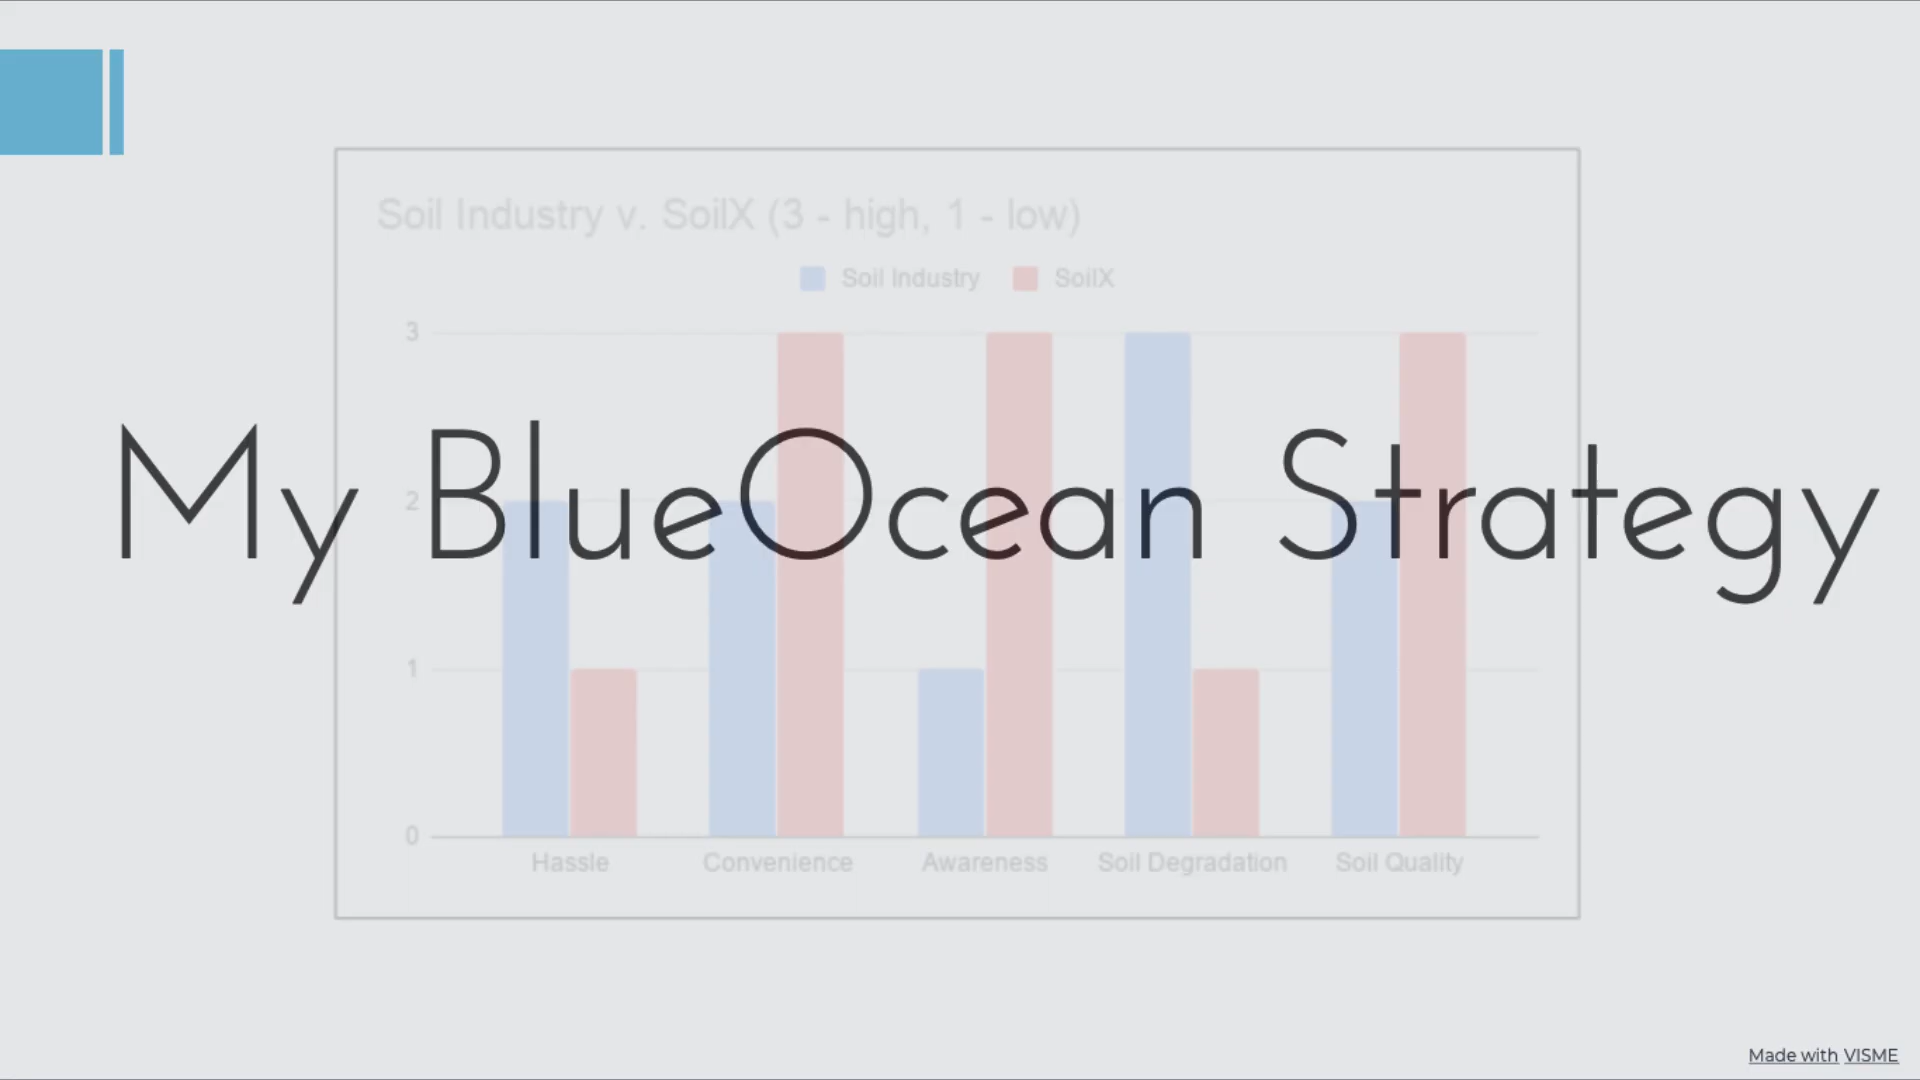 Soil Industry v. SoilX (3 - high, 1 - low)
Soil Industry SoilX
3
My BlueOcean Strategy
2
1
0
Hassle Convenience Awareness Soil Degradation Soil Quality
Made with VISME